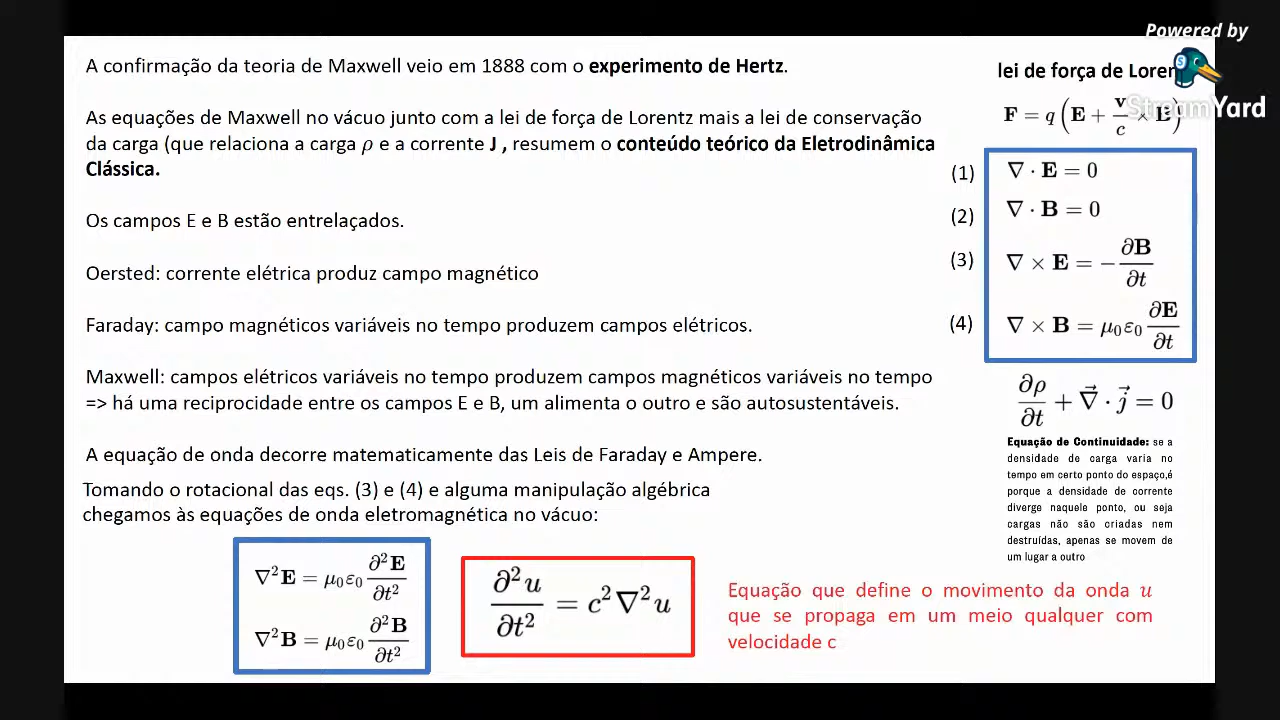 Powered by
StreamYard
A confirmação da teoria de Maxwell veio em 1888 com o experimento de Hertz.
As equações de Maxwell no vácuo junto com a lei de força de Lorentz mais a lei de conservação
da carga (que relaciona a carga ρ e a corrente J , resumem o conteúdo teórico da Eletrodinâmica
Clássica.
Os campos E e B estão entrelaçados.
Oersted: corrente elétrica produz campo magnético
Faraday: campo magnéticos variáveis no tempo produzem campos elétricos.
Maxwell: campos elétricos variáveis no tempo produzem campos magnéticos variáveis no tempo
=> há uma reciprocidade entre os campos E e B, um alimenta o outro e são autosustentáveis.
A equação de onda decorre matematicamente das Leis de Faraday e Ampere.
Tomando o rotacional das eqs. (3) e (4) e alguma manipulação algébrica
chegamos às equações de onda eletromagnética no vácuo:
∇²E = μ₀ε₀ ∂²E/∂t²
∇²B = μ₀ε₀ ∂²B/∂t²
∂²u/∂t² = c²∇²u
Equação que define o movimento da onda u
que se propaga em um meio qualquer com
velocidade c
lei de força de
F = q(E + v/c × B)
(1) ∇ · E = 0
(2) ∇ · B = 0
(3) ∇ × E = −∂B/∂t
(4) ∇ × B = μ₀ε₀ ∂E/∂t
∂ρ/∂t + ∇⃗ · j⃗ = 0
Equação de Continuidade: se a
densidade de carga varia no
tempo em certo ponto do espaço,é
porque a densidade de corrente
diverge naquele ponto, ou seja
cargas não são criadas nem
destruídas, apenas se movem de
um lugar a outro